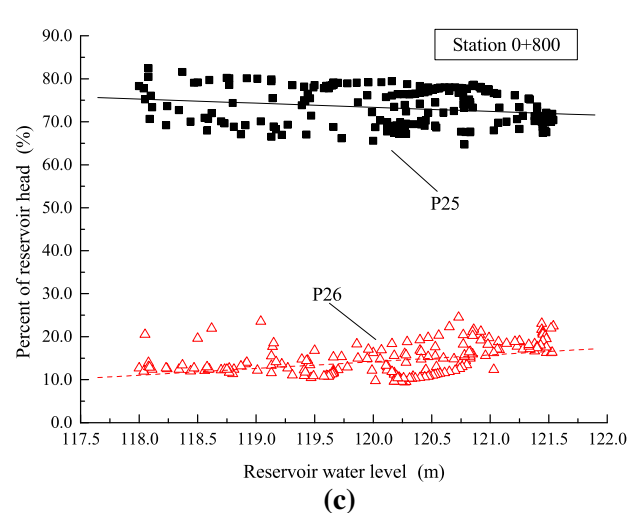 Station 0+800
Percent of reservoir head (%)
90.0
80.0
70.0
60.0
50.0
40.0
30.0
20.0
10.0
0.0
P25
P26
117.5 118.0 118.5 119.0 119.5 120.0 120.5 121.0 121.5 122.0
Reservoir water level (m)
(c)